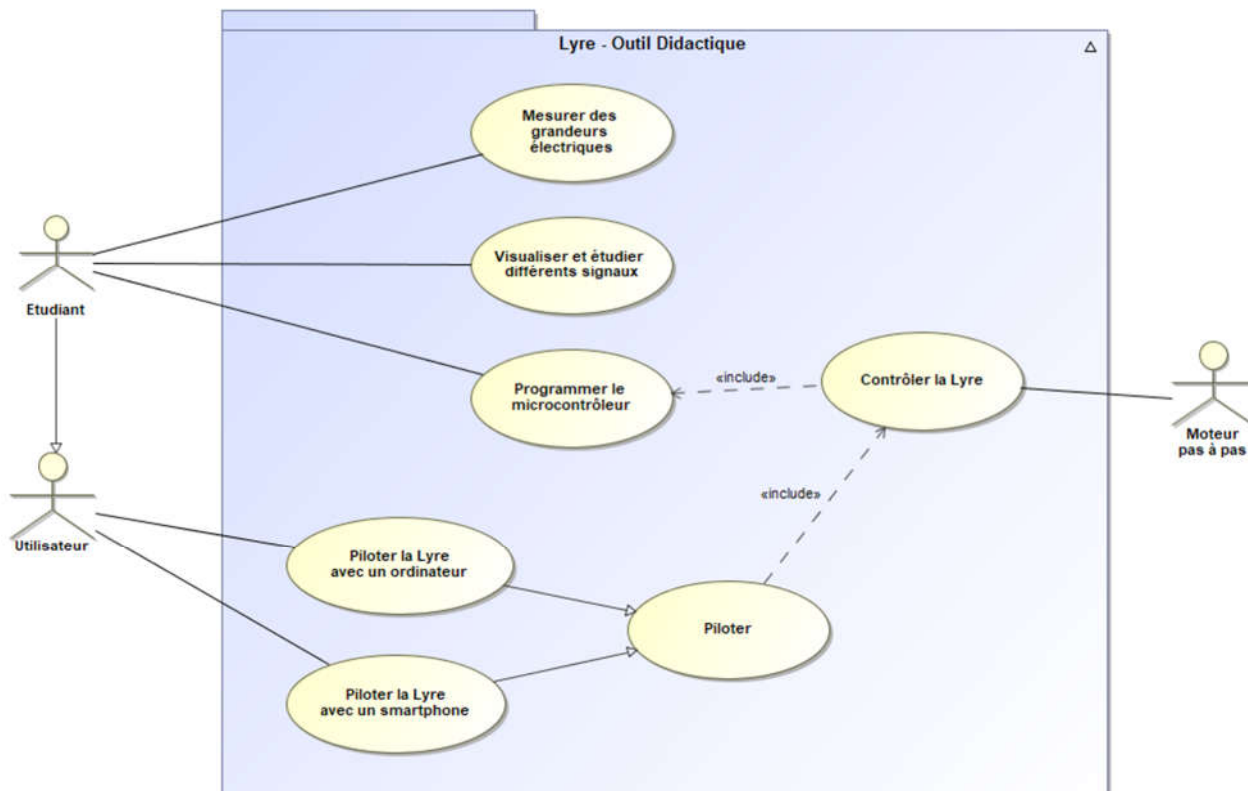 Lyre - Outil Didactique
Mesurer des
grandeurs
électriques
Visualiser et étudier
différents signaux
Etudiant
Programmer le
microcontrôleur
«include»
Contrôler la Lyre
Moteur
pas à pas
«include»
Utilisateur
Piloter la Lyre
avec un ordinateur
Piloter
Piloter la Lyre
avec un smartphone